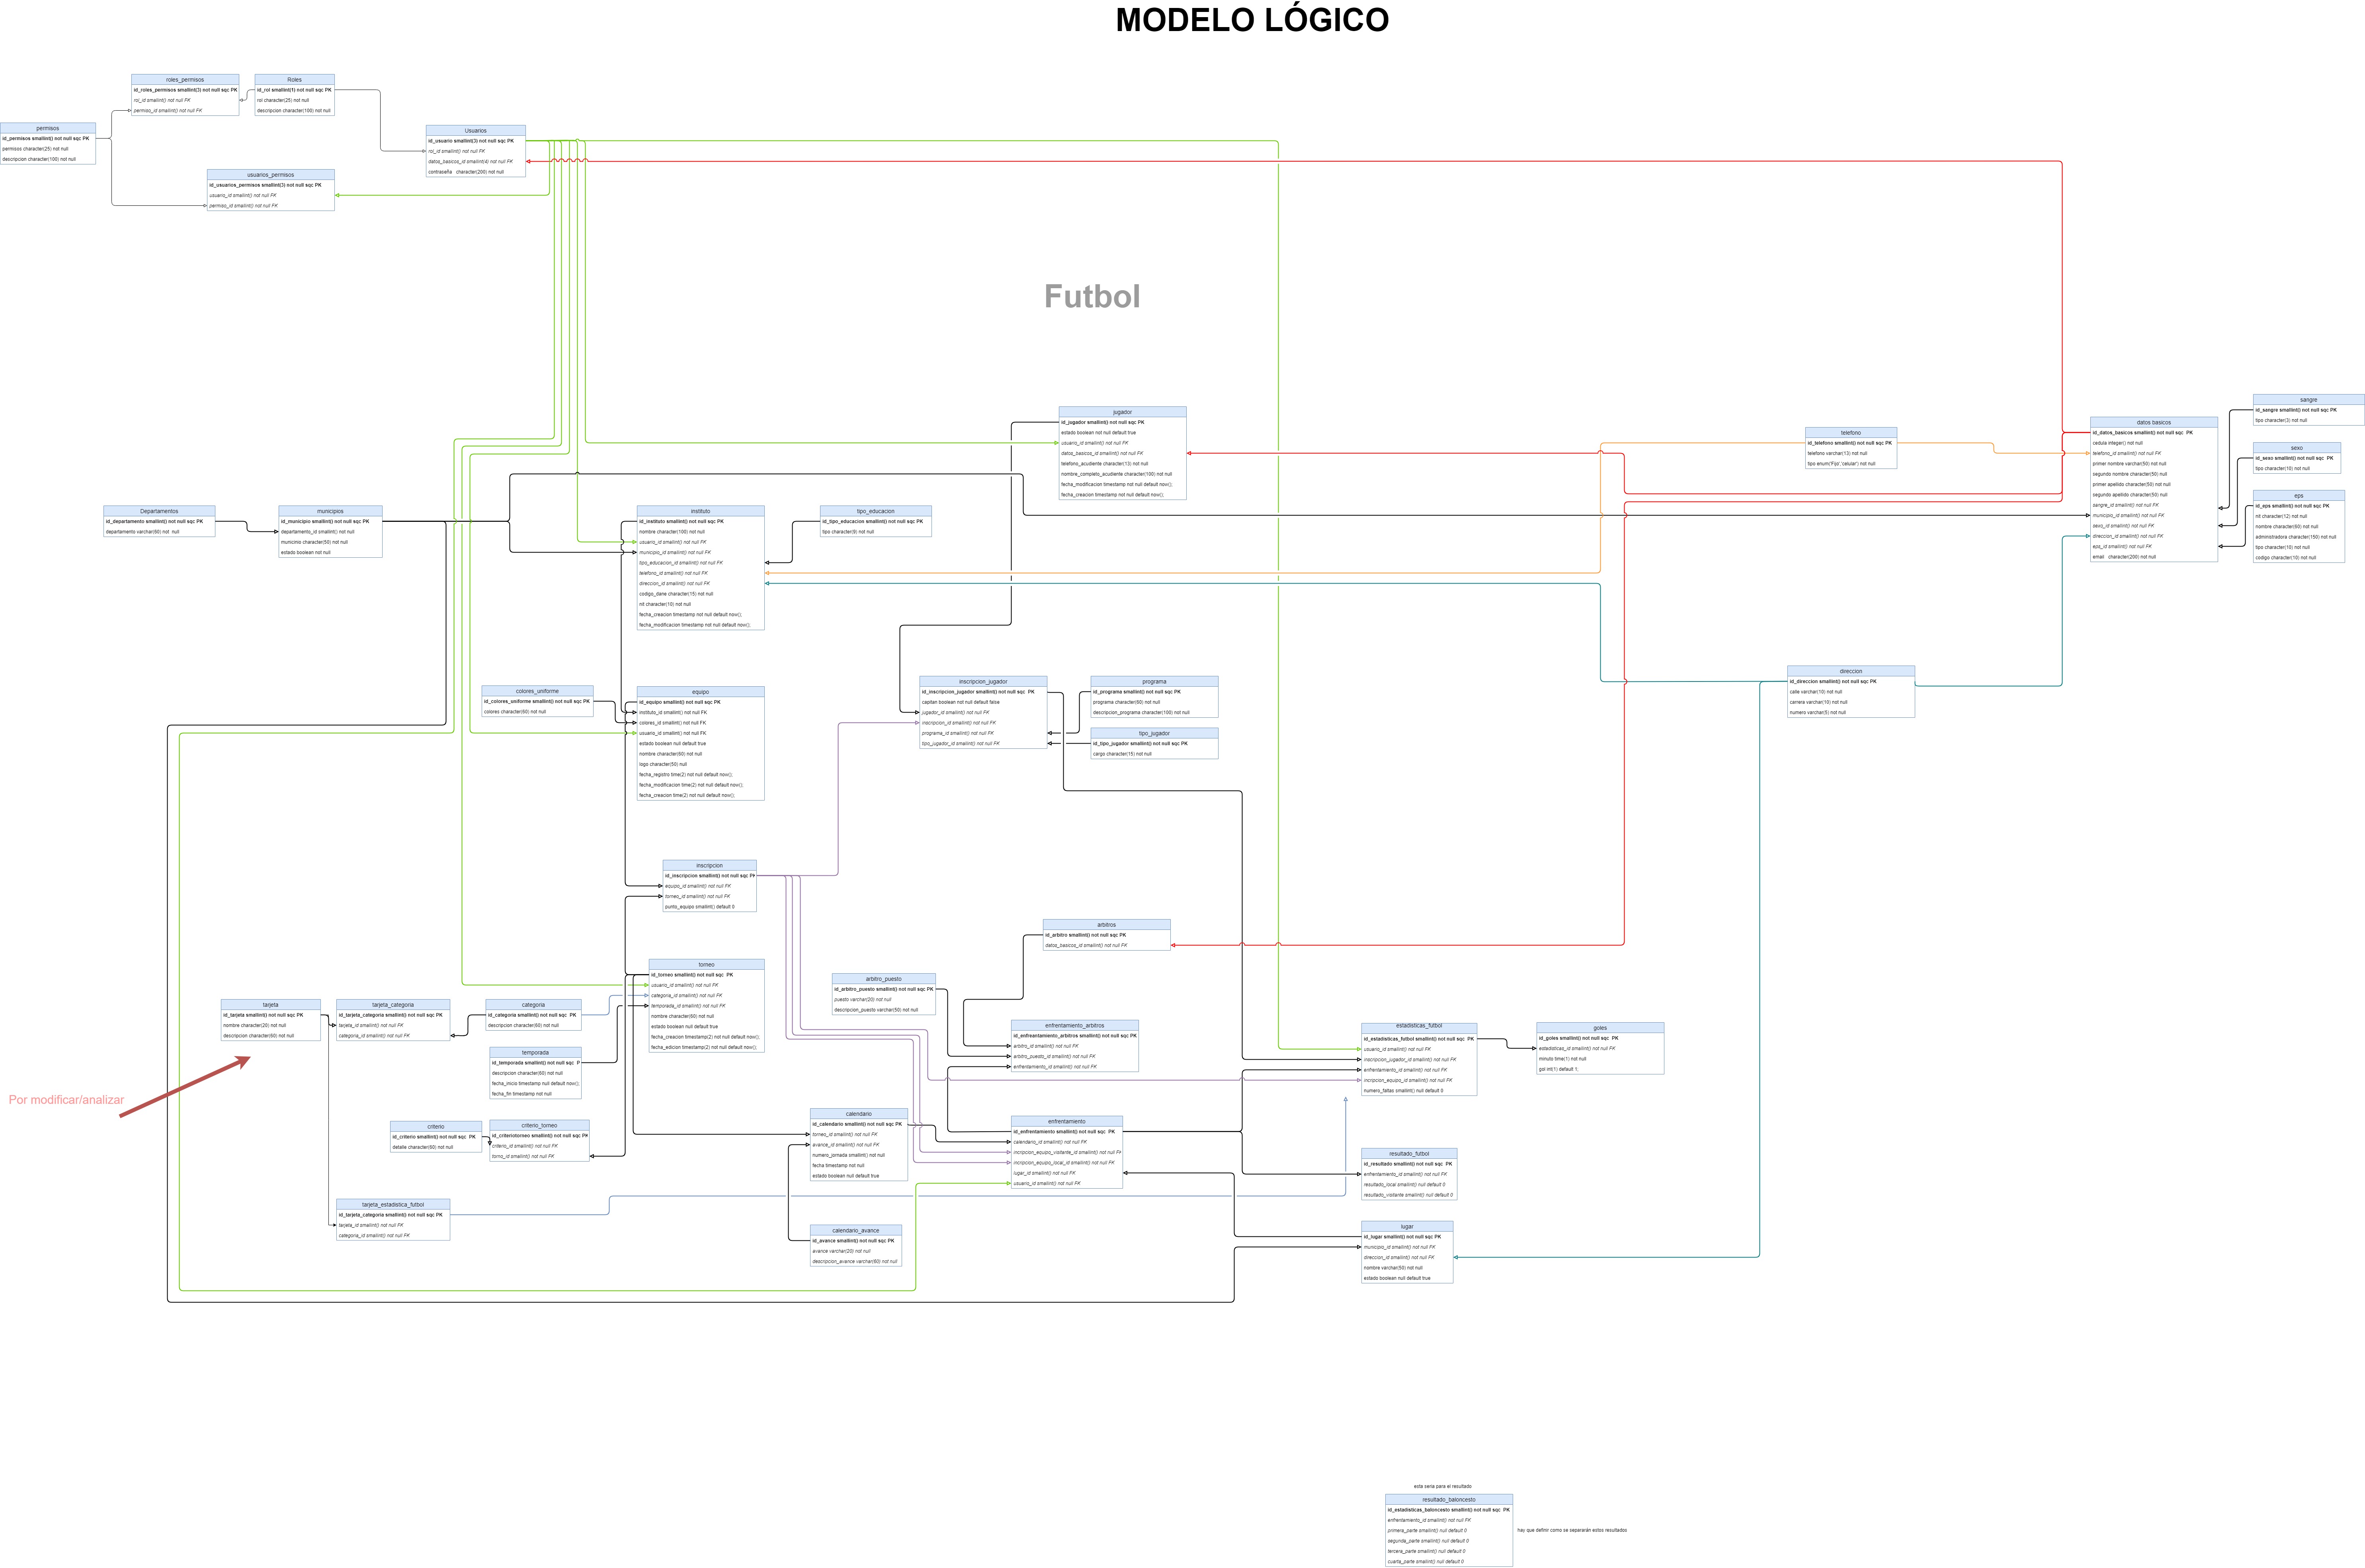 MODELO LÓGICO
roles_permisos
id_roles_permisos smallint(3) not null sqc PK
rol_id smallint() not null FK
permiso_id smallint() not null FK
Roles
id_rol smallint(1) not null sqc PK
rol character(25) not null
descripcion character(100) not null
permisos
id_permisos smallint() not null sqc PK
permisos character(25) not null
descripcion character(100) not null
Usuarios
id_usuario smallint(3) not null sqc PK
rol_id smallint() not null FK
datos_basicos_id smallint(4) not null FK
contraseña character(200) not null
usuarios_permisos
id_usuarios_permisos smallint(3) not null sqc PK
usuario_id smallint() not null FK
permiso_id smallint() not null FK
Futbol
jugador
id_jugador smallint() not null sqc PK
estado boolean not null default true
usuario_id smallint() not null FK
datos_basicos_id smallint() not null FK
telefono_acudiente character(13) not null
nombre_completo_acudiente character(100) not null
fecha_modificacion timestamp not null default now();
fecha_creacion timestamp not null default now();
telefono
id_telefono smallint() not null sqc PK
telefono varchar(13) not null
tipo enum('Fijo','celular') not null
datos basicos
id_datos_basicos smallint() not null sqc PK
cedula integer() not null
telefono_id smallint() not null FK
primer nombre varchar(50) not null
segundo nombre character(50) null
primer apellido character(50) not null
segundo apellido character(50) null
sangre_id smallint() not null FK
municipio_id smallint() not null FK
sexo_id smallint() not null FK
direccion_id smallint() not null FK
eps_id smallint() not null FK
email character(200) not null
sangre
id_sangre smallint() not null sqc PK
tipo character(3) not null
sexo
id_sexo smallint() not null sqc PK
tipo character(10) not null
eps
id_eps smallint() not null sqc PK
nit character(12) not null
nombre character(60) not null
administradora character(150) not null
tipo character(10) not null
codigo character(10) not null
Departamentos
id_departamento smallint() not null sqc PK
departamento varchar(60) not null
municipios
id_municipio smallint() not null sqc PK
departamento_id smallint() not null
municinio character(50) not null
estado boolean not null
instituto
id_instituto smallint() not null sqc PK
nombre character(100) not null
usuario_id smallint() not null FK
municipio_id smallint() not null FK
tipo_educacion_id smallint() not null FK
telefono_id smallint() not null FK
direccion_id smallint() not null FK
codigo_dane character(15) not null
nit character(10) not null
fecha_creacion timestamp not null default now();
fecha_modificacion timestamp not null default now();
tipo_educacion
id_tipo_educacion smallint() not null sqc PK
tipo character(9) not null
colores_uniforme
id_colores_uniforme smallint() not null sqc PK
colores character(60) not null
equipo
id_equipo smallint() not null sqc PK
instituto_id smallint() not null FK
colores_id smallint() not null FK
usuario_id smallint() not null FK
estado boolean null default true
nombre character(60) not null
logo character(50) null
fecha_registro time(2) not null default now();
fecha_modificacion time(2) not null default now();
fecha_creacion time(2) not null default now();
inscripcion_jugador
id_inscripcion_jugador smallint() not null sqc PK
capitan boolean not null default false
jugador_id smallint() not null FK
inscripcion_id smallint() not null FK
programa_id smallint() not null FK
tipo_jugador_id smallint() not null FK
programa
id_programa smallint() not null sqc PK
programa character(80) not null
descripcion_programa character(100) not null
tipo_jugador
id_tipo_jugador smallint() not null sqc PK
cargo character(15) not null
direccion
id_direccion smallint() not null sqc PK
calle varchar(10) not null
carrera varchar(10) not null
numero varchar(5) not null
inscripcion
id_inscripcion smallint() not null sqc PK
equipo_id smallint() not null FK
torneo_id smallint() not null FK
punto_equipo smallint() default 0
arbitros
id_arbitro smallint() not null sqc PK
datos_basicos_id smallint() not null FK
torneo
id_torneo smallint() not null sqc PK
usuario_id smallint() not null FK
categoria_id smallint() not null FK
temporada_id smallint() not null FK
nombre character(60) not null
estado boolean null default true
fecha_creacion timestamp(2) not null default now();
fecha_edicion timestamp(2) not null default now();
arbitro_puesto
id_arbitro_puesto smallint() not null sqc PK
puesto varchar(20) not null
descripcion_puesto varchar(50) not null
tarjeta
id_tarjeta smallint() not null sqc PK
nombre character(20) not null
descripcion character(60) not null
tarjeta_categoria
id_tarjeta_categoria smallint() not null sqc PK
tarjeta_id smallint() not null FK
categoria_id smallint() not null FK
categoria
id_categoria smallint() not null sqc PK
descripcion character(60) not null
enfrentamiento_arbitros
id_enfreantamiento_arbitros smallint() not null sqc PK
arbitro_id smallint() not null FK
arbitro_puesto_id smallint() not null FK
enfrentamiento_id smallint() not null FK
estadisticas_futbol
id_estadisticas_futbol smallint() not null sqc PK
usuario_id smallint() not null FK
inscripcion_jugador_id smallint() not null FK
enfrentamiento_id smallint() not null FK
incripcion_equipo_id smallint() not null FK
numero_faltas smallint() null default 0
goles
id_goles smallint() not null sqc PK
estadisticas_id smallint() not null FK
minuto time(1) not null
gol int(1) default 1;
temporada
id_temporada smallint() not null sqc P
descripcion character(60) not null
fecha_inicio timestamp null default now();
fecha_fin timestamp not null
Por modificar/analizar
criterio
id_criterio smallint() not null sqc PK
detalle character(60) not null
criterio_torneo
id_criteriotorneo smallint() not null sqc PK
criterio_id smallint() not null FK
torno_id smallint() not null FK
calendario
id_calendario smallint() not null sqc PK
torneo_id smallint() not null FK
avance_id smallint() not null FK
numero_jornada smallint() not null
fecha timestamp not null
estado boolean null default true
enfrentamiento
id_enfrentamiento smallint() not null sqc PK
calendario_id smallint() not null FK
incripcion_equipo_visitante_id smallint() not null FK
incripcion_equipo_local_id smallint() not null FK
lugar_id smallint() not null FK
usuario_id smallint() not null FK
resultado_futbol
id_resultado smallint() not null sqc PK
enfrentamiento_id smallint() not null FK
resultado_local smallint() null default 0
resultado_visitante smallint() null default 0
tarjeta_estadistica_futbol
id_tarjeta_categoria smallint() not null sqc PK
tarjeta_id smallint() not null FK
categoria_id smallint() not null FK
calendario_avance
id_avance smallint() not null sqc PK
avance varchar(20) not null
descripcion_avance varchar(60) not null
lugar
id_lugar smallint() not null sqc PK
municipio_id smallint() not null FK
direccion_id smallint() not null FK
nombre varchar(50) not null
estado boolean null default true
esta seria para el resultado
resultado_baloncesto
id_estadisticas_baloncesto smallint() not null sqc PK
enfrentamiento_id smallint() not null FK
primera_parte smallint() null default 0
segunda_parte smallint() null default 0
tercera_parte smallint() null default 0
cuarta_parte smallint() null default 0
hay que definir como se separarán estos resultados